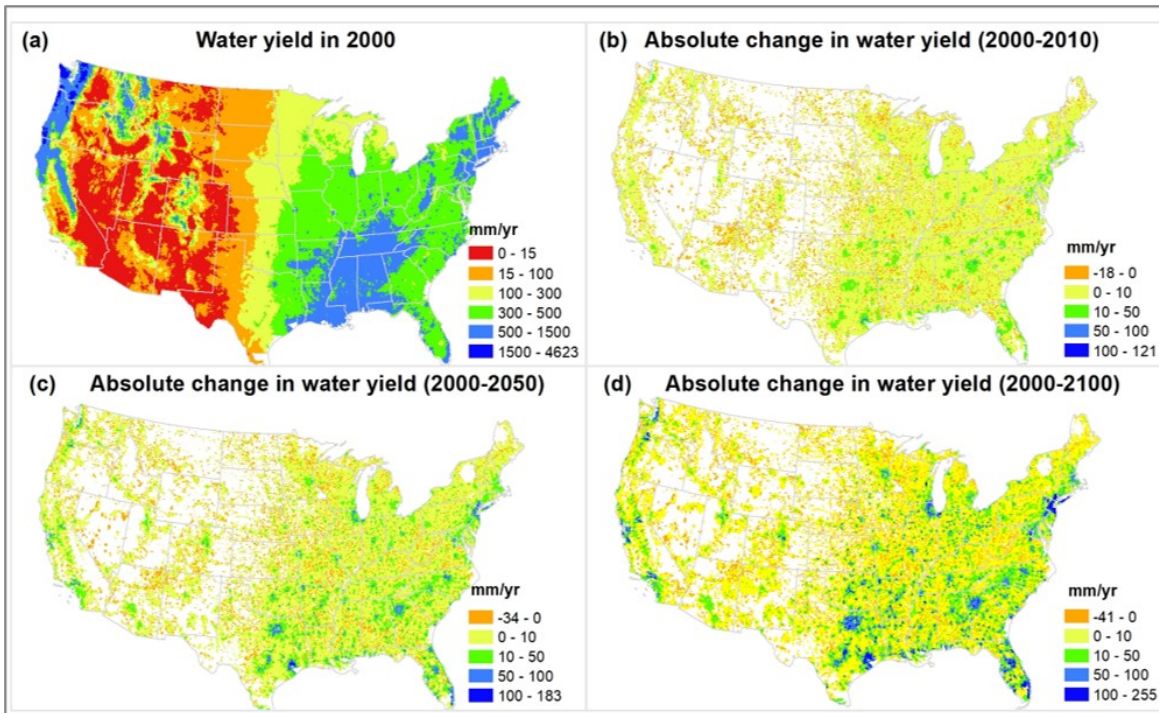 (a) Water yield in 2000
mm/yr
0 - 15
15 - 100
100 - 300
300 - 500
500 - 1500
1500 - 4623
(b) Absolute change in water yield (2000-2010)
mm/yr
-18 - 0
0 - 10
10 - 50
50 - 100
100 - 121
(c) Absolute change in water yield (2000-2050)
mm/yr
-34 - 0
0 - 10
10 - 50
50 - 100
100 - 183
(d) Absolute change in water yield (2000-2100)
mm/yr
-41 - 0
0 - 10
10 - 50
50 - 100
100 - 255